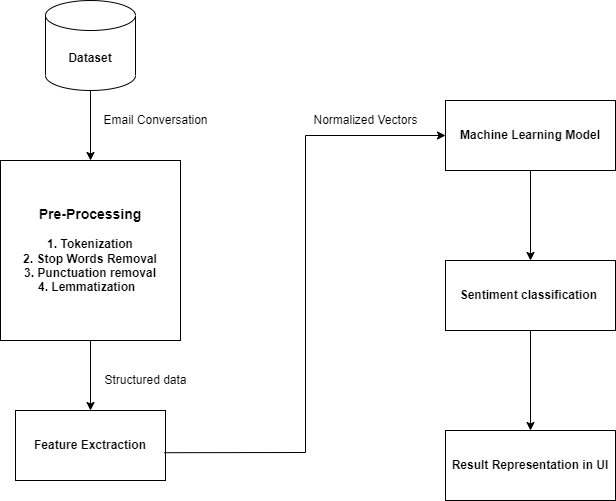 Dataset
Email Conversation
Pre-Processing
1. Tokenization
2. Stop Words Removal
3. Punctuation removal
4. Lemmatization
Structured data
Feature Exctraction
Normalized Vectors
Machine Learning Model
Sentiment classification
Result Representation in UI